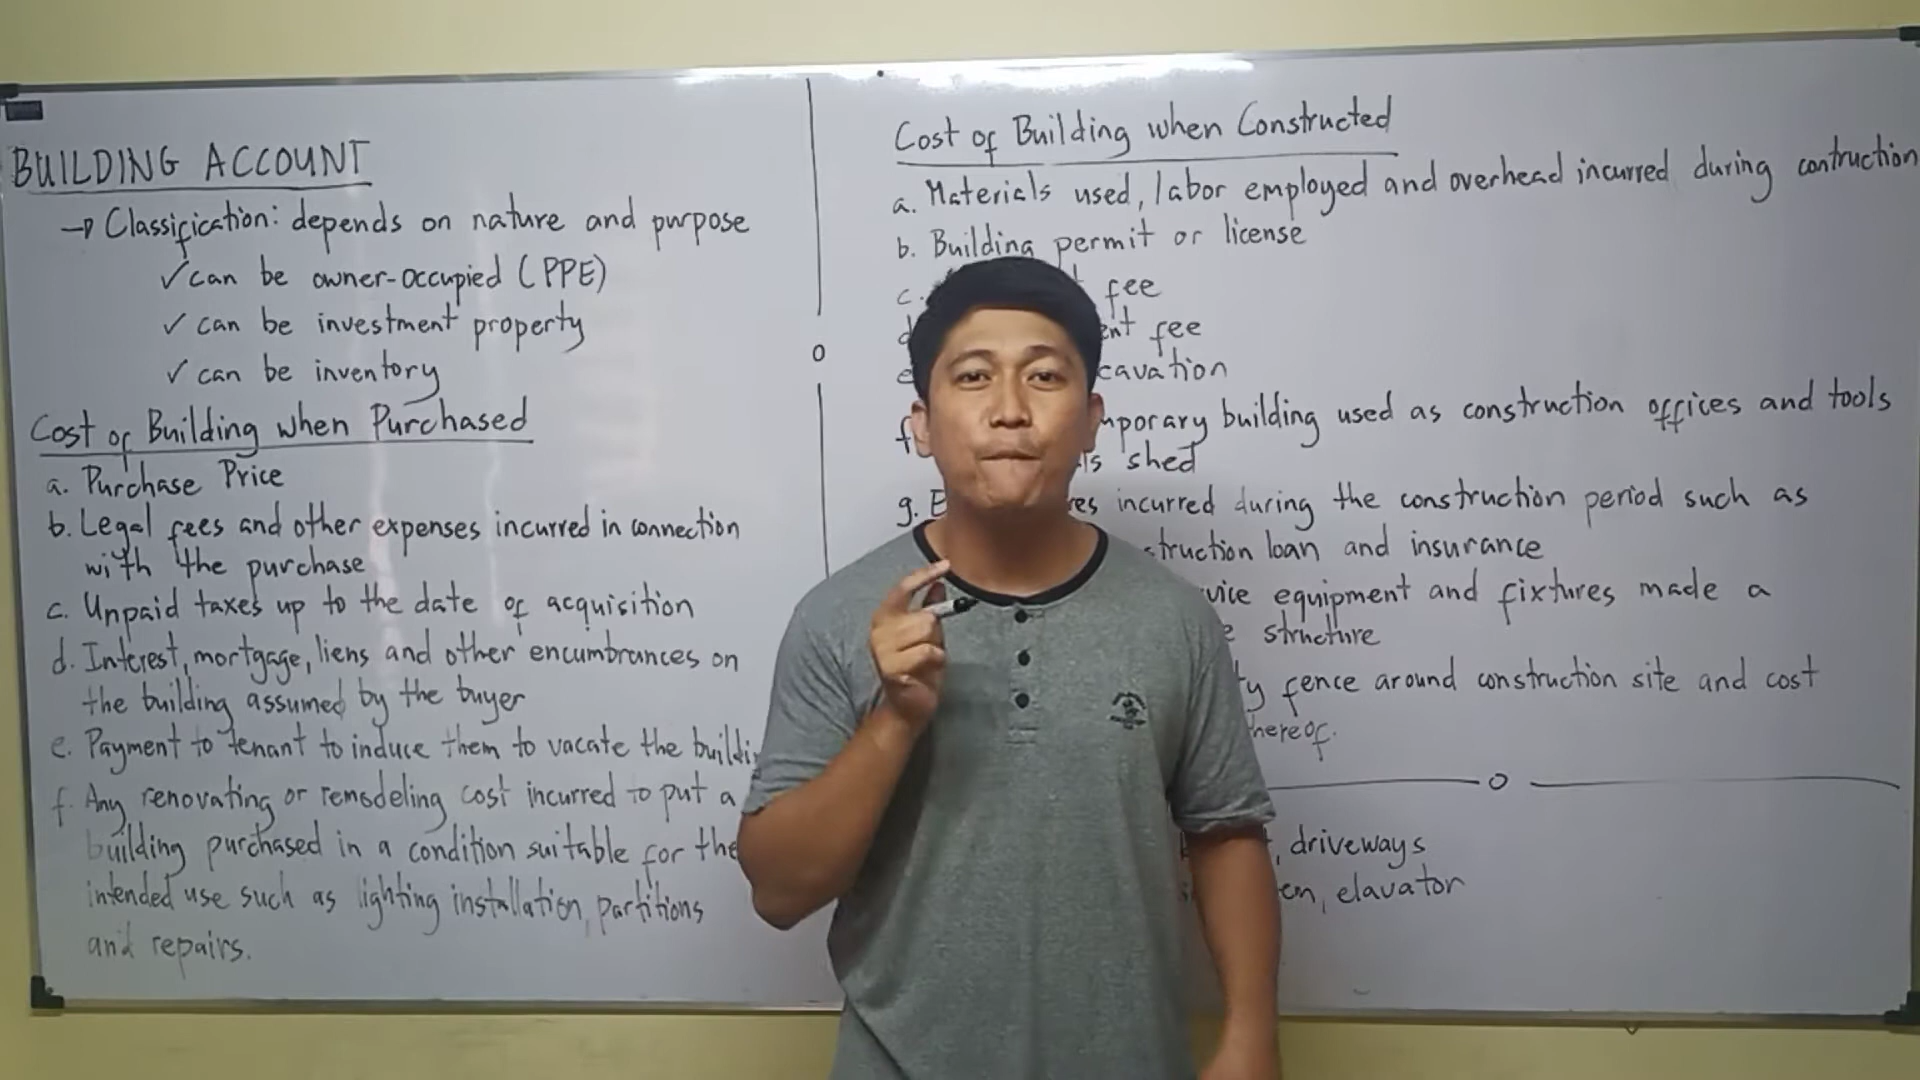 BUILDING ACCOUNT
→ Classification: depends on nature and purpose
✓ can be owner-occupied (PPE)
✓ can be investment property
✓ can be inventory
Cost of Building when Purchased
a. Purchase Price
b. Legal fees and other expenses incurred in connection
with the purchase
c. Unpaid taxes up to the date of acquisition
d. Interest, mortgage, liens and other encumbrances on
the building assumed by the buyer
e. Payment to tenant to induce them to vacate the
f. Any renovating or remodeling cost incurred to put a
building purchased in a condition suitable for the
intended use such as lighting installation, partitions
and repairs.
Cost of Building when Constructed
a. Materials used, labor employed and overhead incurred during contruction
b. Building permit or license
c. fee
d fee
e
f building used as construction offices and tools
shed
g. incurred during the construction period such as
loan and insurance
equipment and fixtures made a
structure
fence around construction site and cost
thereof.
, driveways
, elavator